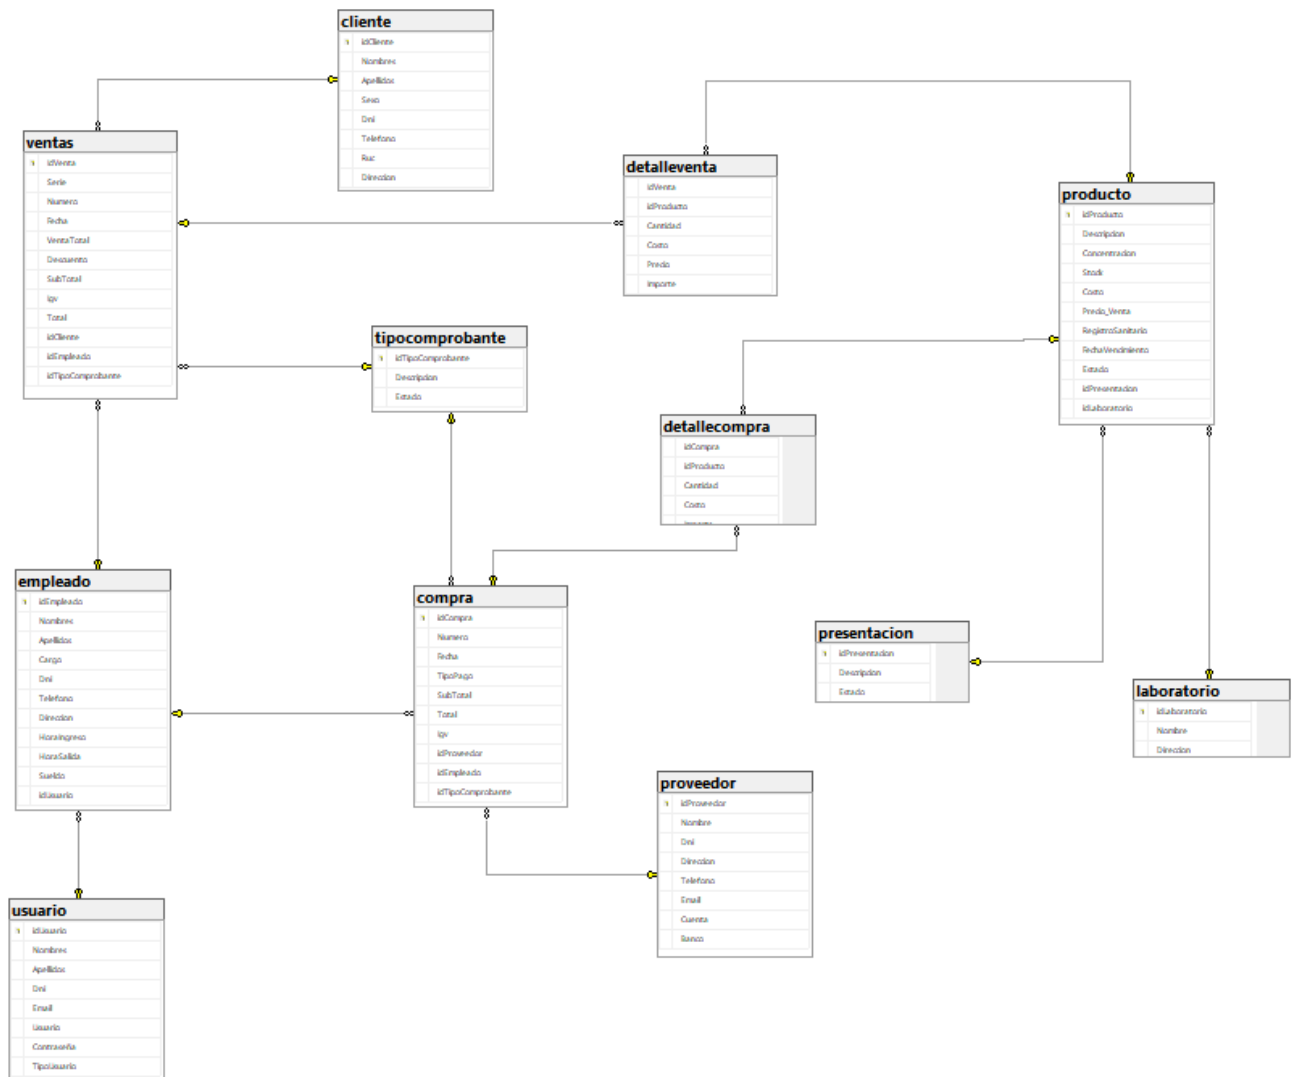 cliente
idCliente
Nombres
Apellidos
Sexo
Dni
Telefono
Ruc
Direccion
ventas
idVenta
Serie
Numero
Fecha
VentaTotal
Descuento
SubTotal
Igv
Total
idCliente
idEmpleado
idTipoComprobante
detalleventa
idVenta
idProducto
Cantidad
Costo
Precio
Importe
producto
idProducto
Descripcion
Concentracion
Stock
Costo
Precio_Venta
RegistroSanitario
FechaVencimiento
Estado
idPresentacion
idLaboratorio
tipocomprobante
idTipoComprobante
Descripcion
Estado
detallecompra
idCompra
idProducto
Cantidad
Costo
empleado
idEmpleado
Nombres
Apellidos
Cargo
Dni
Telefono
Direccion
HoraIngreso
HoraSalida
Sueldo
idUsuario
compra
idCompra
Numero
Fecha
TipoPago
SubTotal
Total
Igv
idProveedor
idEmpleado
idTipoComprobante
presentacion
idPresentacion
Descripcion
Estado
laboratorio
idLaboratorio
Nombre
Direccion
proveedor
idProveedor
Nombre
Dni
Direccion
Telefono
Email
Cuenta
Banco
usuario
idUsuario
Nombres
Apellidos
Dni
Email
Usuario
Contraseña
TipoUsuario